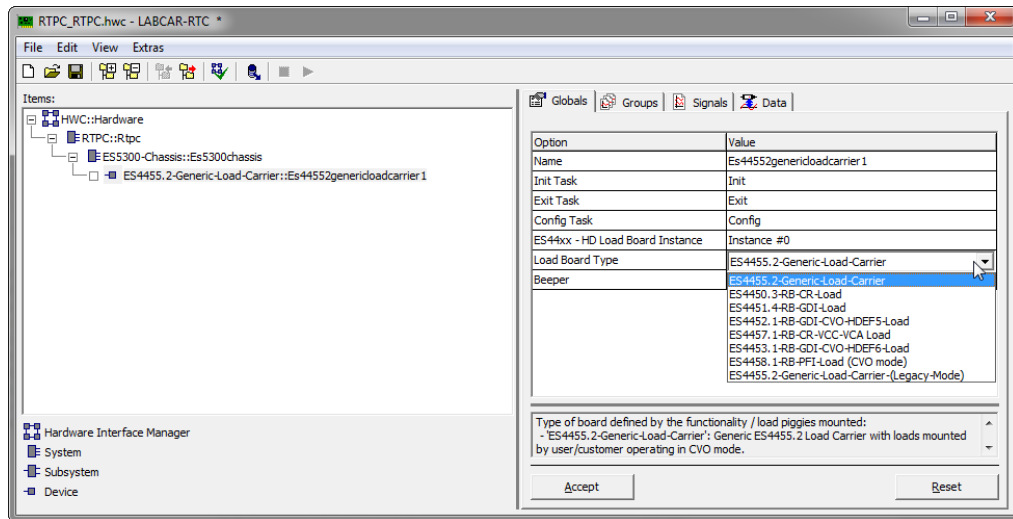 RTPC_RTPC.hwc - LABCAR-RTC *
File Edit View Extras
Items:
HWC::Hardware
RTPC::Rtpc
ES5300-Chassis::Es5300chassis
ES4455.2-Generic-Load-Carrier::Es44552genericloadcarrier1
Hardware Interface Manager
System
Subsystem
Device
Globals Groups Signals Data
Option Value
Name Es44552genericloadcarrier1
Init Task Init
Exit Task Exit
Config Task Config
ES44xx - HD Load Board Instance Instance #0
Load Board Type ES4455.2-Generic-Load-Carrier
Beeper ES4455.2-Generic-Load-Carrier
ES4450.3-RB-CR-Load
ES4451.4-RB-GDI-Load
ES4452.1-RB-GDI-CVO-HDEF5-Load
ES4457.1-RB-CR-VCC-VCA Load
ES4453.1-RB-GDI-CVO-HDEF6-Load
ES4458.1-RB-PFI-Load (CVO mode)
ES4455.2-Generic-Load-Carrier-(Legacy-Mode)
Type of board defined by the functionality / load piggies mounted:
- 'ES4455.2-Generic-Load-Carrier': Generic ES4455.2 Load Carrier with loads mounted
by user/customer operating in CVO mode.
Accept Reset